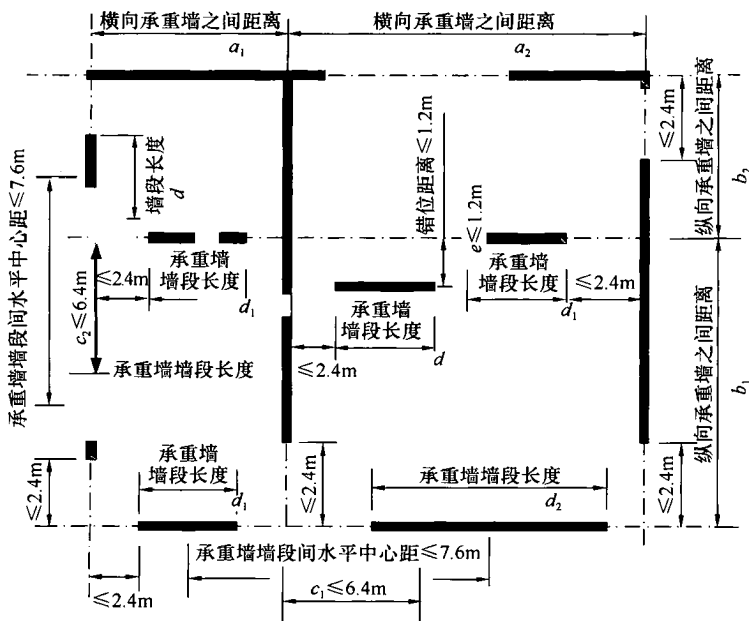 横向承重墙之间距离
横向承重墙之间距离
a₁
a₂
≤2.4m
纵向承重墙之间距离
b₂
错位距离≤1.2m
墙段长度
d
承重墙墙段间水平中心距≤7.6m
e≤1.2m
承重墙
墙段长度
d₁
≤2.4m
c₂≤6.4m
承重墙
墙段长度
d₁
≤2.4m
承重墙
墙段长度
d
≤2.4m
承重墙墙段长度
纵向承重墙之间距离
b₁
承重墙
墙段长度
d₁
≤2.4m
≤2.4m
承重墙墙段长度
d₂
≤2.4m
承重墙墙段间水平中心距≤7.6m
≤2.4m
c₁≤6.4m